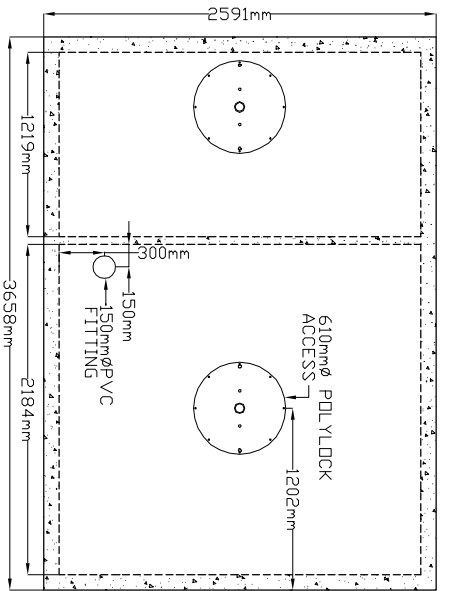 2591mm
1219mm
300mm
150mm
150mmØPVC
FITTING
3658mm
2184mm
610mmØ POLYLOCK
ACCESS
1202mm